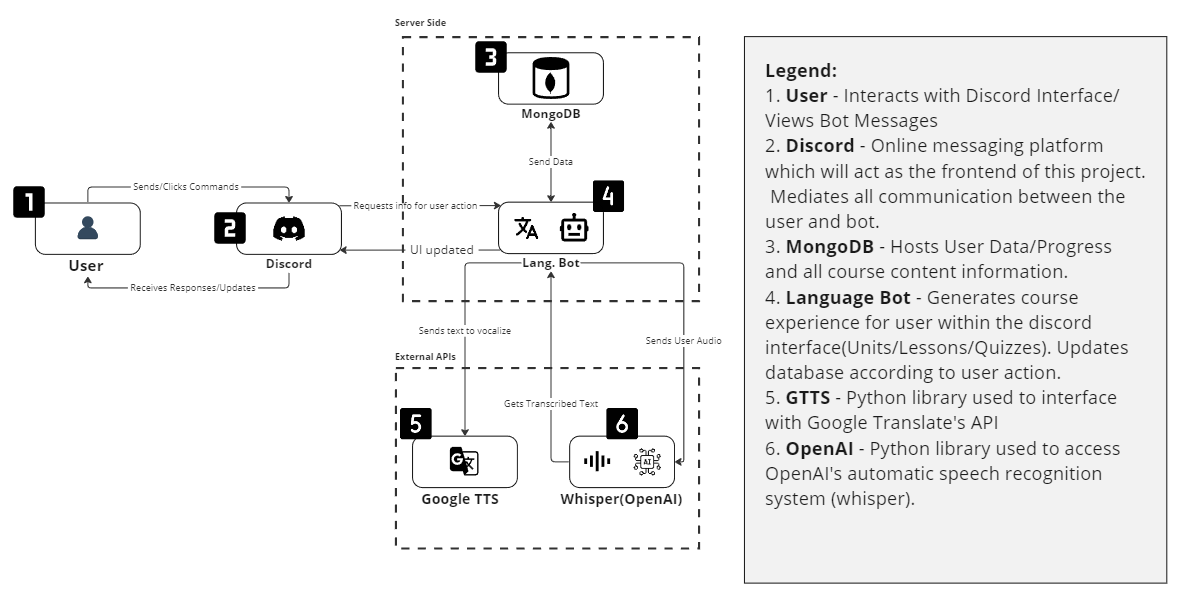 Server Side
3
MongoDB
Send Data
Sends/Clicks Commands
1
User
2
Discord
Requests info for user action
4
UI updated
Lang. Bot
Receives Responses/Updates
Sends text to vocalize
Sends User Audio
External APIs
Gets Transcribed Text
5
G
Google TTS
6
AI
Whisper(OpenAI)
Legend:
1. User - Interacts with Discord Interface/
Views Bot Messages
2. Discord - Online messaging platform
which will act as the frontend of this project.
Mediates all communication between the
user and bot.
3. MongoDB - Hosts User Data/Progress
and all course content information.
4. Language Bot - Generates course
experience for user within the discord
interface(Units/Lessons/Quizzes). Updates
database according to user action.
5. GTTS - Python library used to interface
with Google Translate's API
6. OpenAI - Python library used to access
OpenAI's automatic speech recognition
system (whisper).